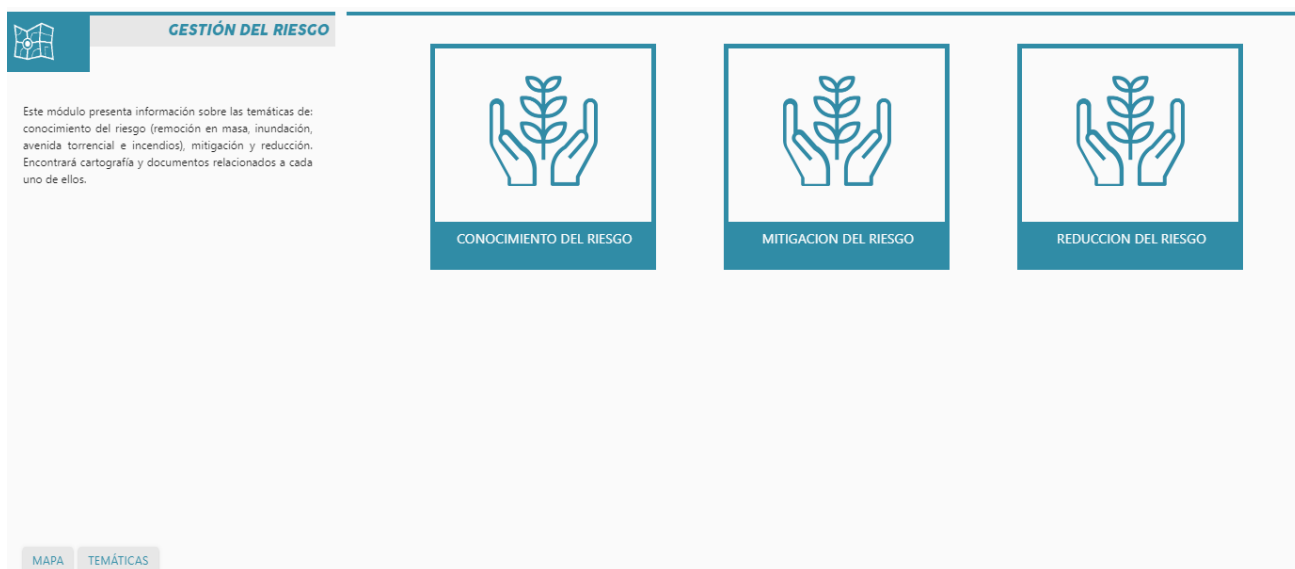 GESTIÓN DEL RIESGO
Este módulo presenta información sobre las temáticas de:
conocimiento del riesgo (remoción en masa, inundación,
avenida torrencial e incendios), mitigación y reducción.
Encontrará cartografía y documentos relacionados a cada
uno de ellos.
CONOCIMIENTO DEL RIESGO
MITIGACION DEL RIESGO
REDUCCION DEL RIESGO
MAPA
TEMÁTICAS